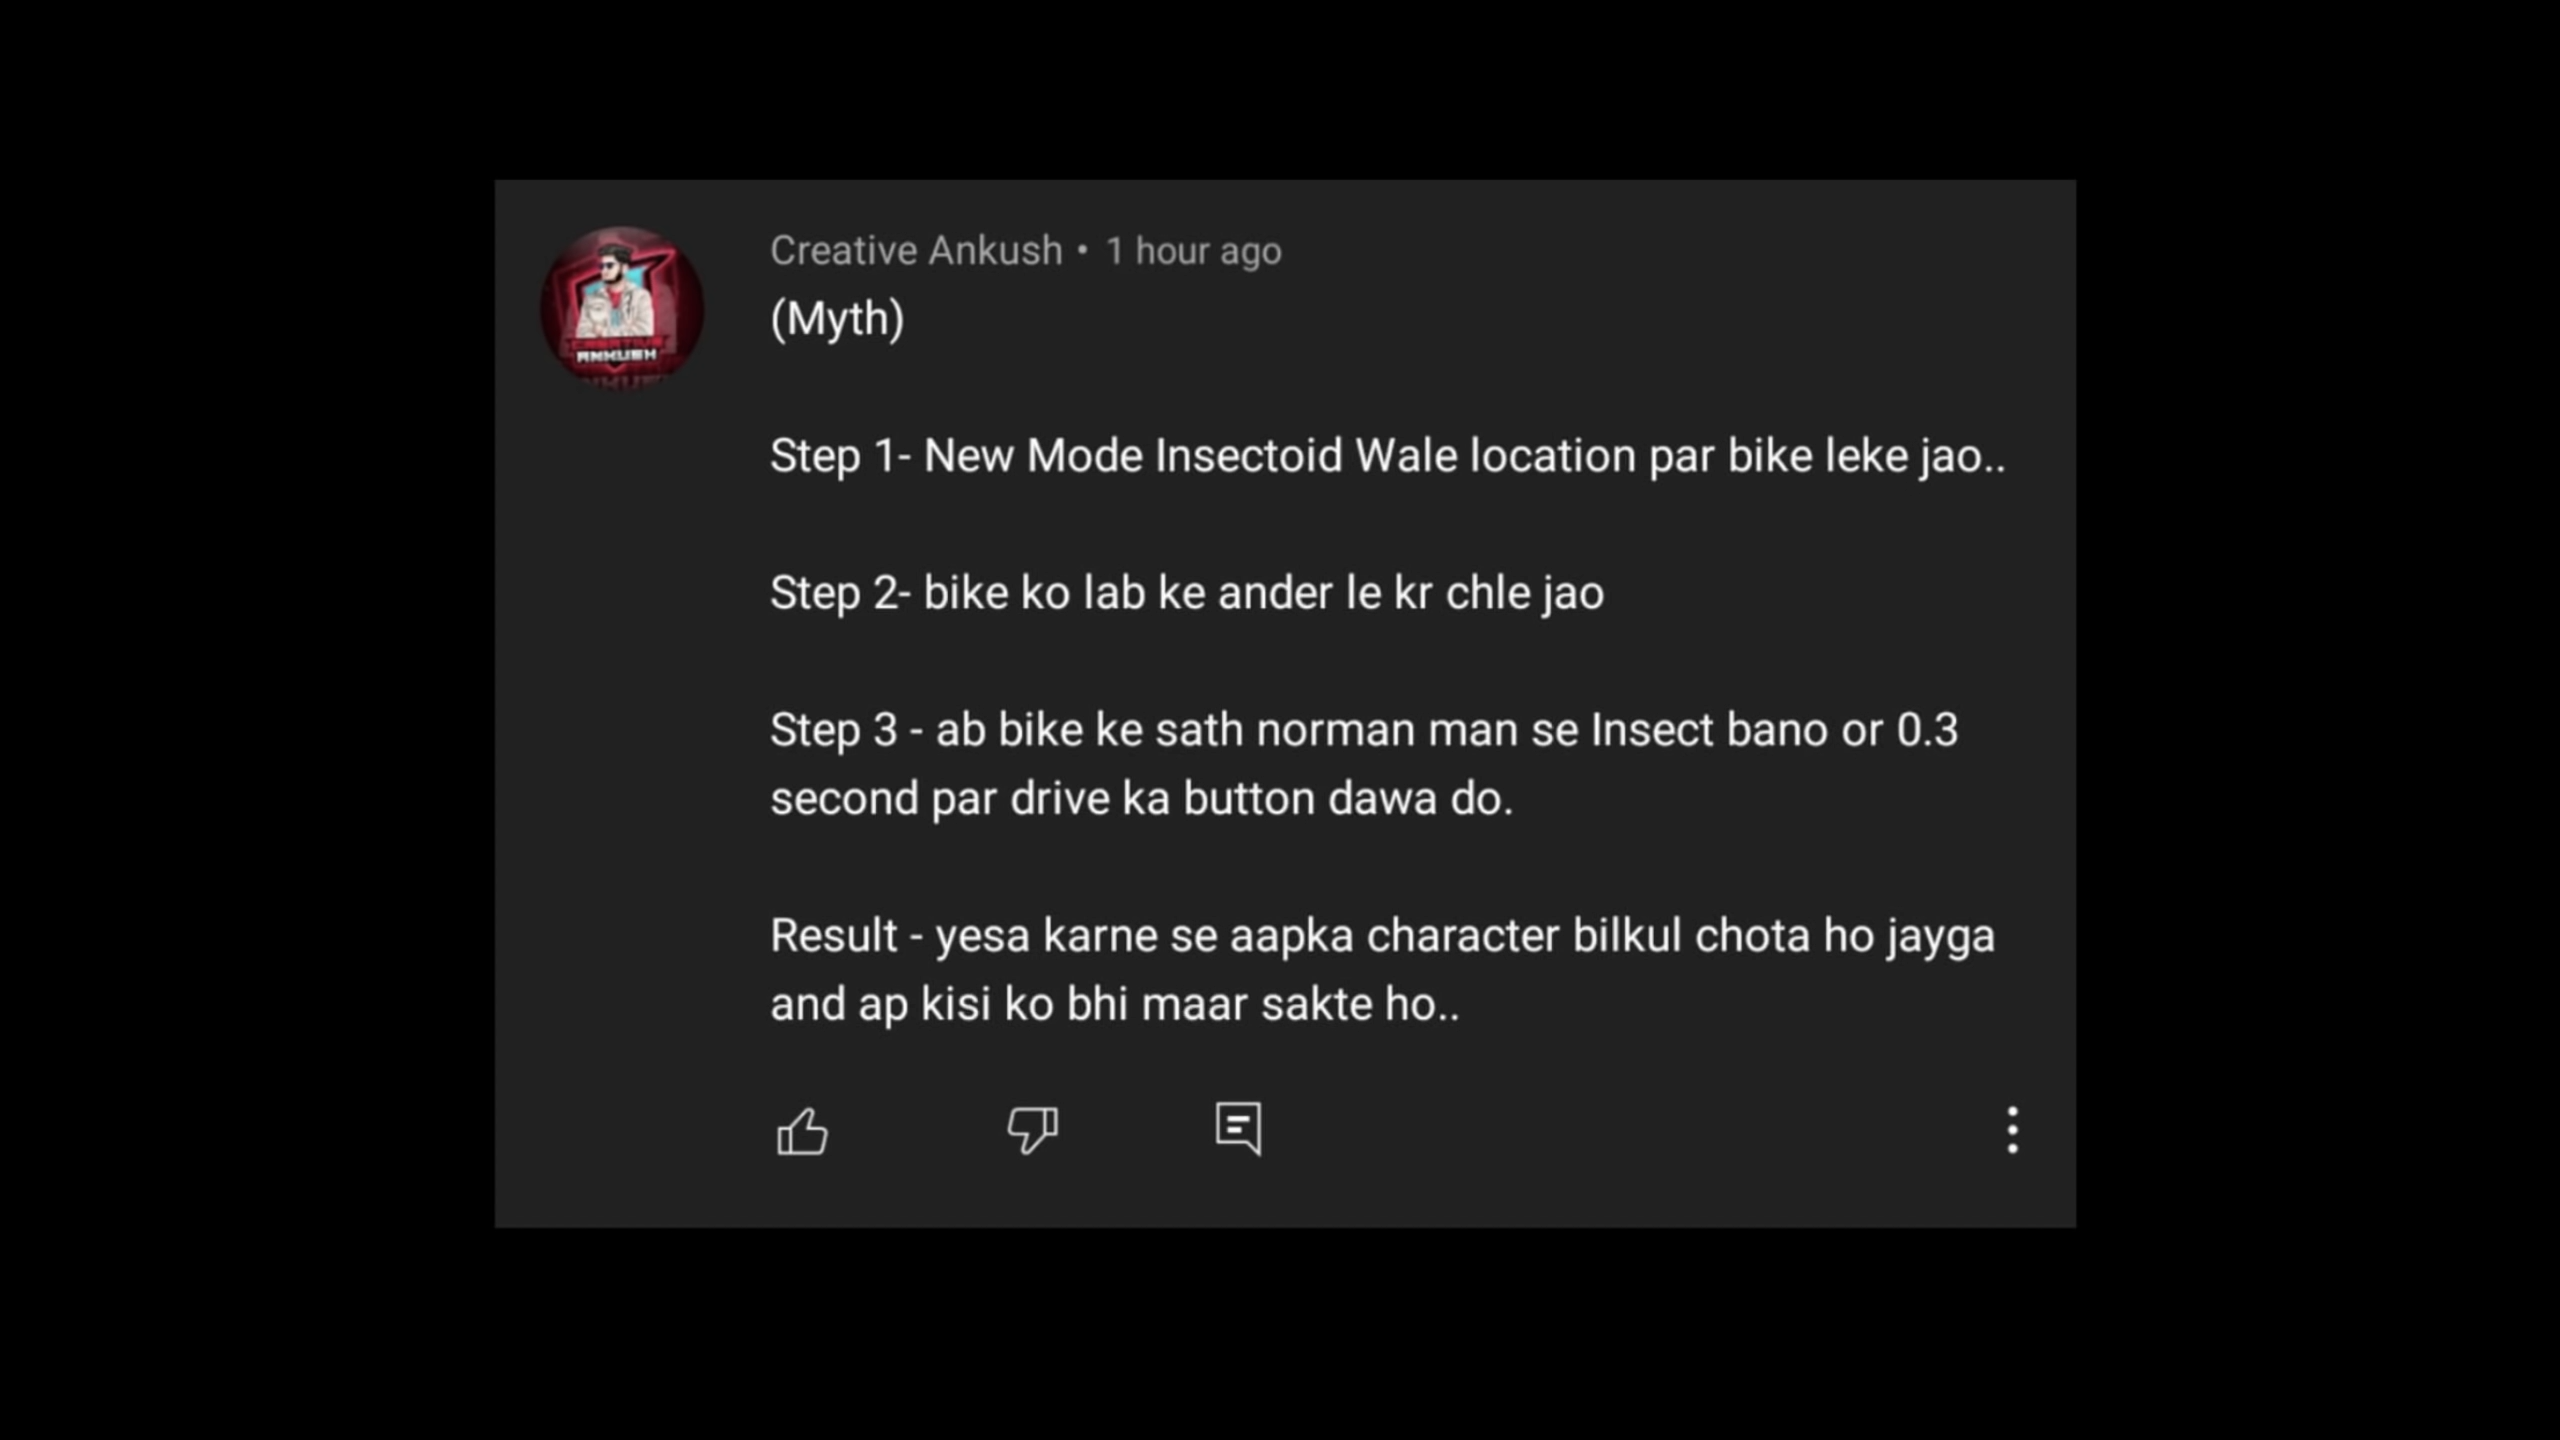 Creative Ankush • 1 hour ago
(Myth)
Step 1- New Mode Insectoid Wale location par bike leke jao..
Step 2- bike ko lab ke ander le kr chle jao
Step 3 - ab bike ke sath norman man se Insect bano or 0.3
second par drive ka button dawa do.
Result - yesa karne se aapka character bilkul chota ho jayga
and ap kisi ko bhi maar sakte ho..
CREATIVE
ANKUSH